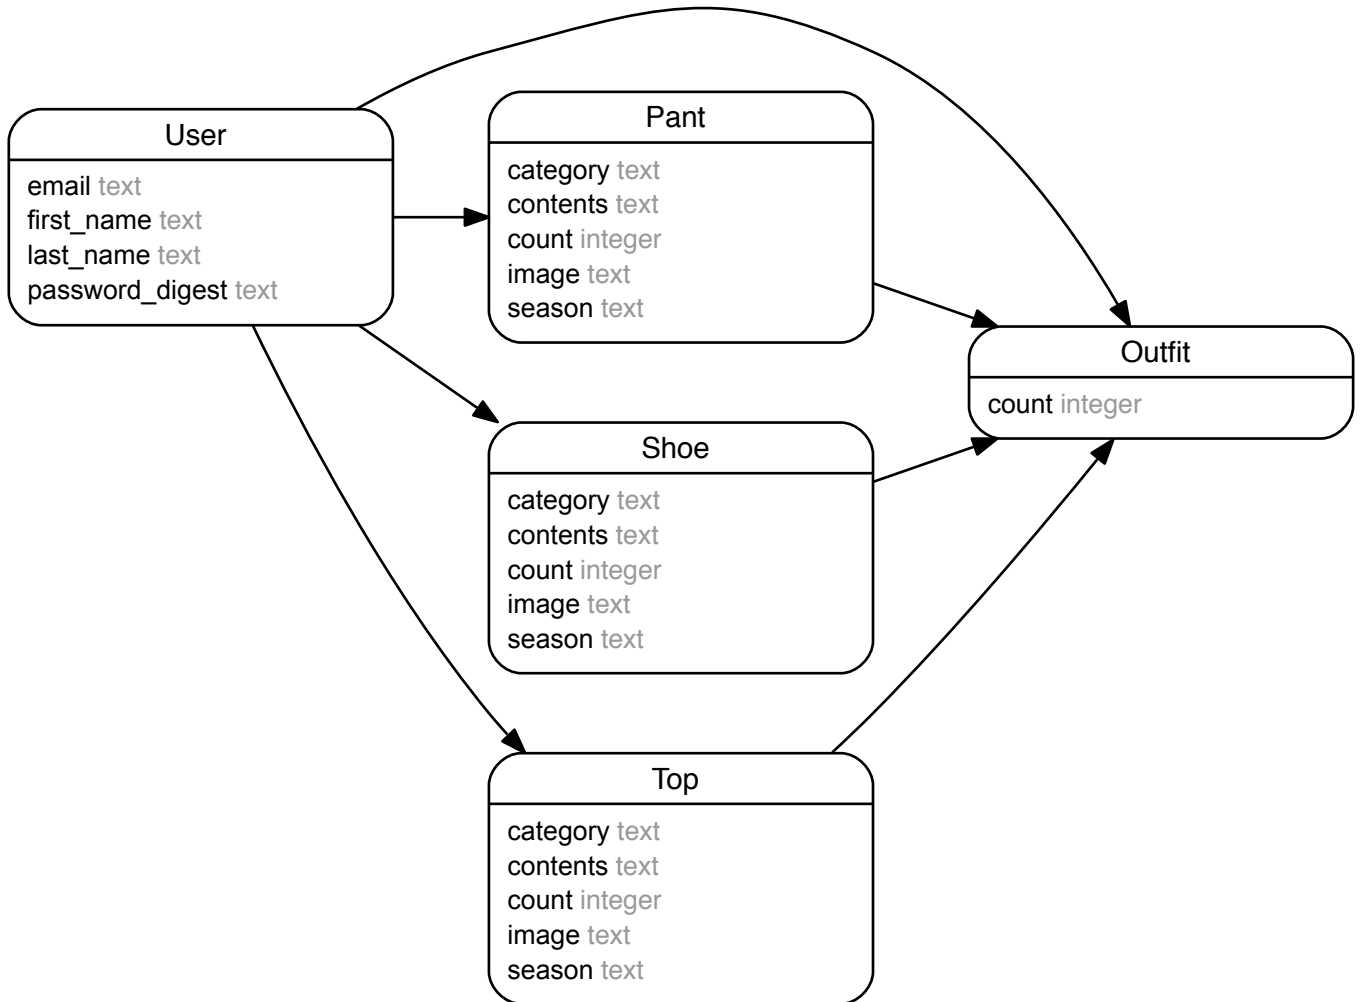 User
email text
first_name text
last_name text
password_digest text
Pant
category text
contents text
count integer
image text
season text
Shoe
category text
contents text
count integer
image text
season text
Top
category text
contents text
count integer
image text
season text
Outfit
count integer